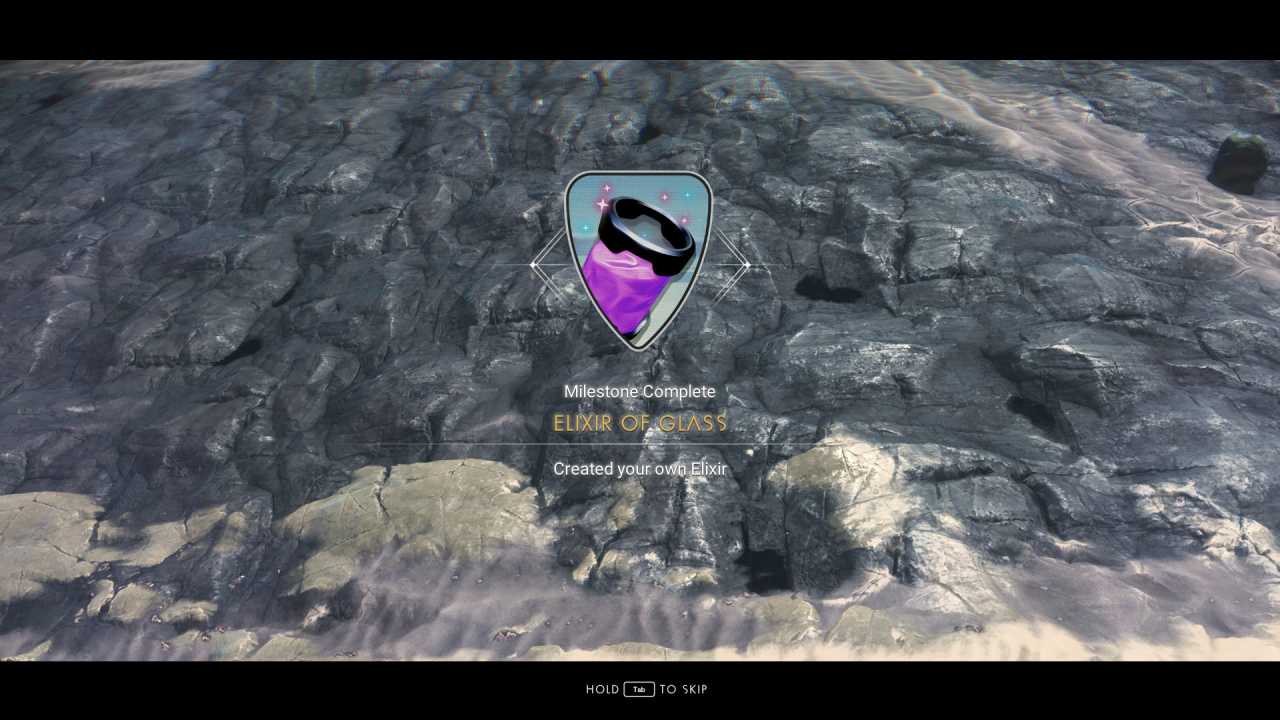 Milestone Complete
ELIXIR OF GLASS
Created your own Elixir
HOLD Tab TO SKIP